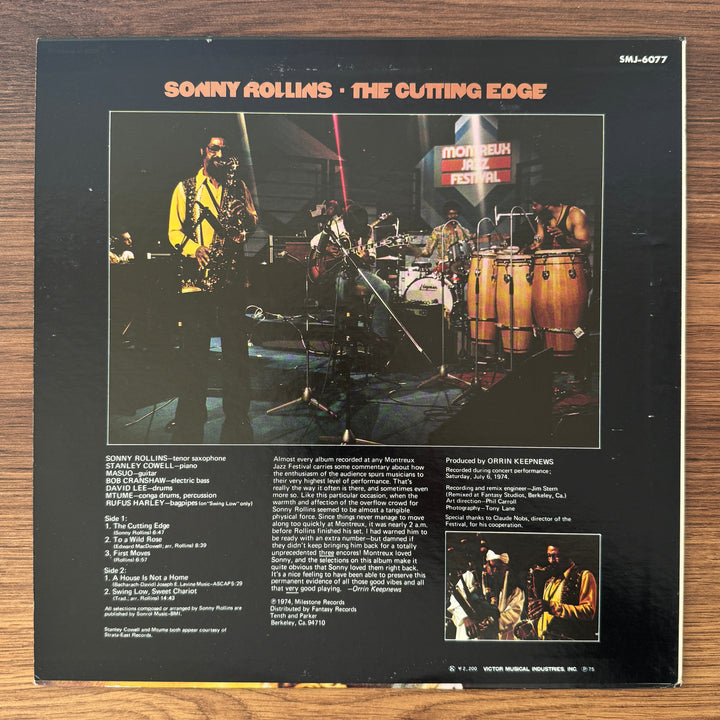 SMJ-6077
SONNY ROLLINS · THE CUTTING EDGE
MONTREUX
JAZZ
FESTIVAL
SONNY ROLLINS—tenor saxophone
STANLEY COWELL—piano
MASUO—guitar
BOB CRANSHAW—electric bass
DAVID LEE—drums
MTUME—conga drums, percussion
RUFUS HARLEY—bagpipes (on "Swing Low" only)
Side 1:
1. The Cutting Edge
(Sonny Rollins) 6:47
2. To a Wild Rose
(Edward MacDowell; arr. Rollins) 8:39
3. First Moves
(Rollins) 6:57
Side 2:
1. A House Is Not a Home
(Bacharach-David) Joseph E. Levine Music-ASCAP 5:29
2. Swing Low, Sweet Chariot
(Trad.; arr. Rollins) 14:43
All selections composed or arranged by Sonny Rollins are
published by Sonrol Music-BMI.
Stanley Cowell and Mtume both appear courtesy of
Strata-East Records.
Almost every album recorded at any Montreux
Jazz Festival carries some commentary about how
the enthusiasm of the audience spurs musicians to
their very highest level of performance. That's
really the way it often is there, and sometimes even
more so. Like this particular occasion, when the
warmth and affection of the overflow crowd for
Sonny Rollins seemed to be almost a tangible
physical force. Since things never manage to move
along too quickly at Montreux, it was nearly 2 a.m.
before Rollins finished his set. I had warned him to
be ready with an extra number—but damned if
they didn't keep bringing him back for a totally
unprecedented three encores! Montreux loved
Sonny, and the selections on this album make it
quite obvious that Sonny loved them right back.
It's a nice feeling to have been able to preserve this
permanent evidence of all those good vibes and all
that very good playing. —Orrin Keepnews
Ⓟ1974, Milestone Records
Distributed by Fantasy Records
Tenth and Parker
Berkeley, Ca. 94710
Produced by ORRIN KEEPNEWS
Recorded during concert performance;
Saturday, July 6, 1974.
Recording and remix engineer—Jim Stern
(Remixed at Fantasy Studios, Berkeley, Ca.)
Art direction—Phil Carroll
Photography—Tony Lane
Special thanks to Claude Nobs, director of the
Festival, for his cooperation.
¥2,200 VICTOR MUSICAL INDUSTRIES, INC. Ⓟ75